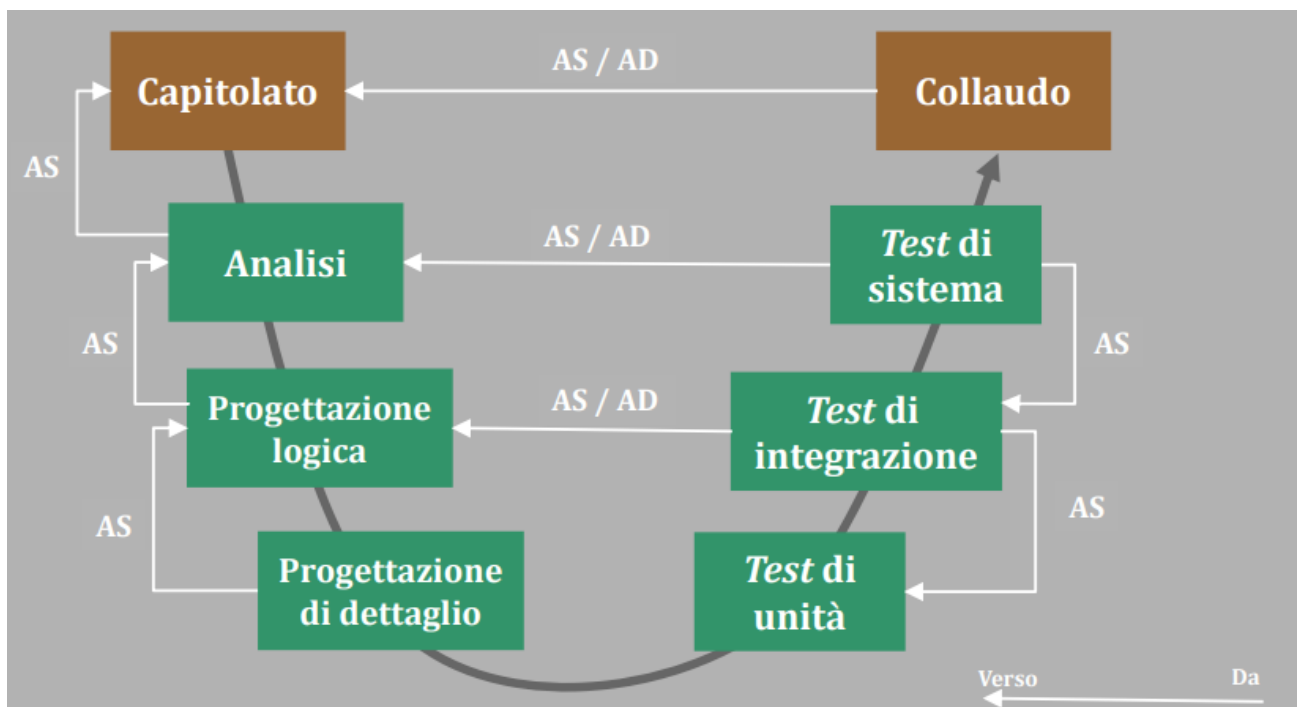 AS / AD
Capitolato
Collaudo
AS
AS / AD
Analisi
Test di
sistema
AS
AS
AS / AD
Progettazione
logica
Test di
integrazione
AS
AS
Progettazione
di dettaglio
Test di
unità
Verso
Da